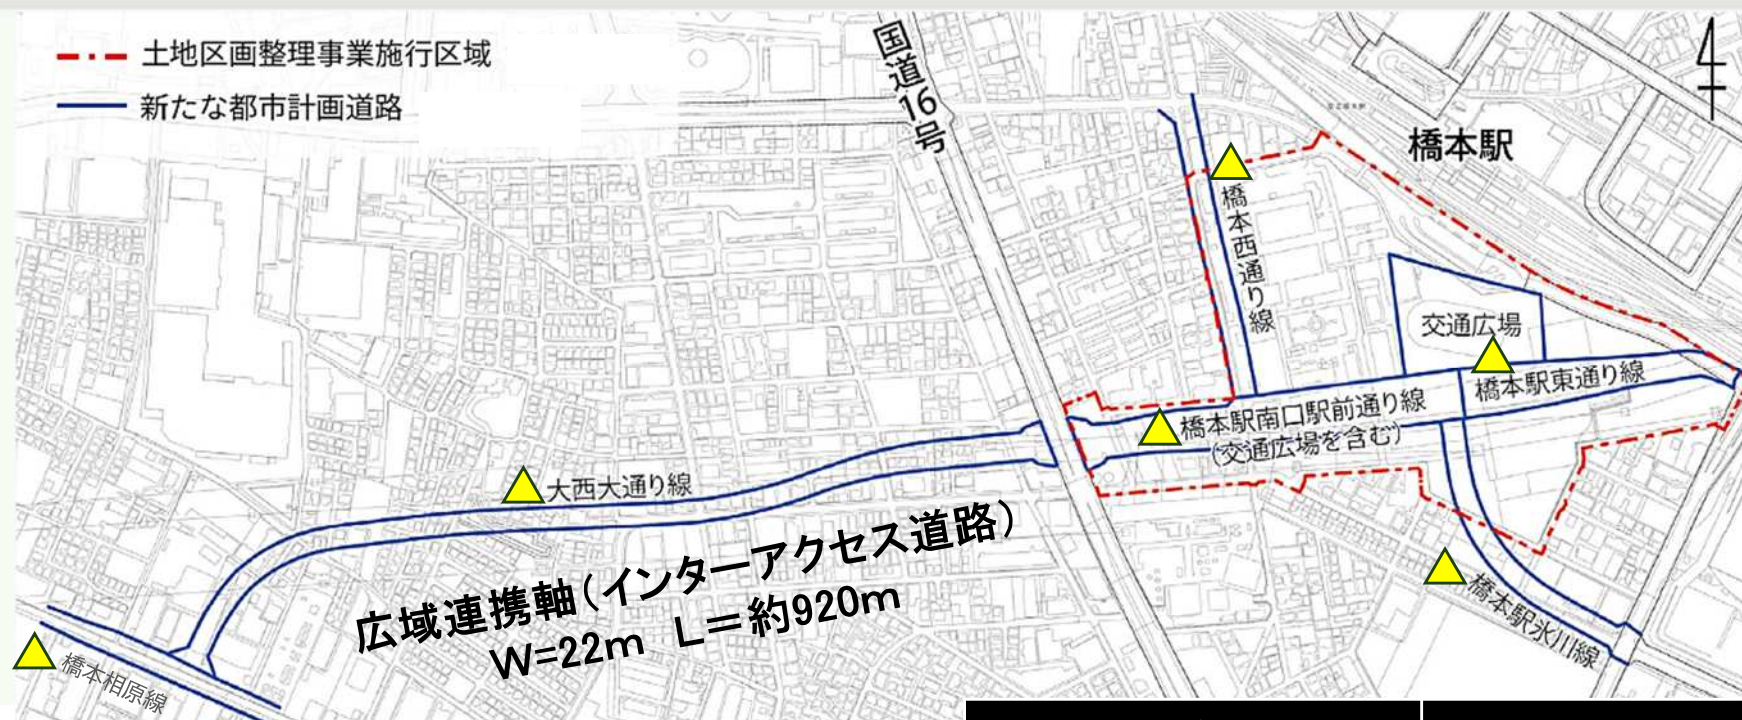 土地区画整理事業施行区域
新たな都市計画道路
国道16号
橋本駅
橋本西通り線
交通広場
橋本駅東通り線
橋本駅南口駅前通り線
(交通広場を含む)
大西大通り線
広域連携軸(インターアクセス道路)
W=22m L=約920m
橋本駅氷川線
橋本相原線